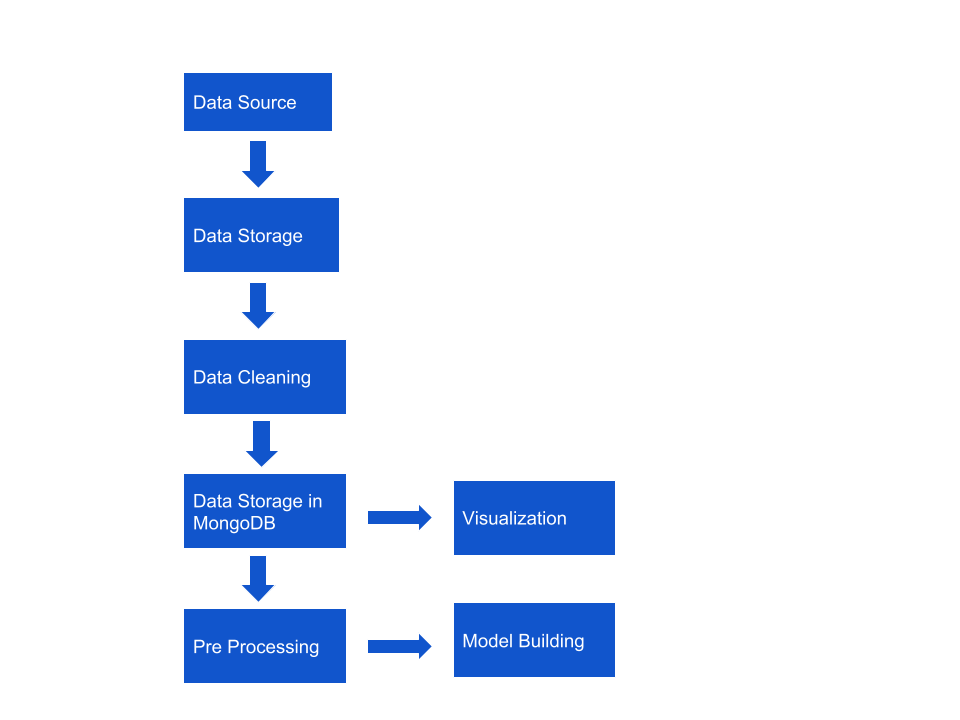 Data Source
Data Storage
Data Cleaning
Data Storage in
MongoDB
Visualization
Pre Processing
Model Building